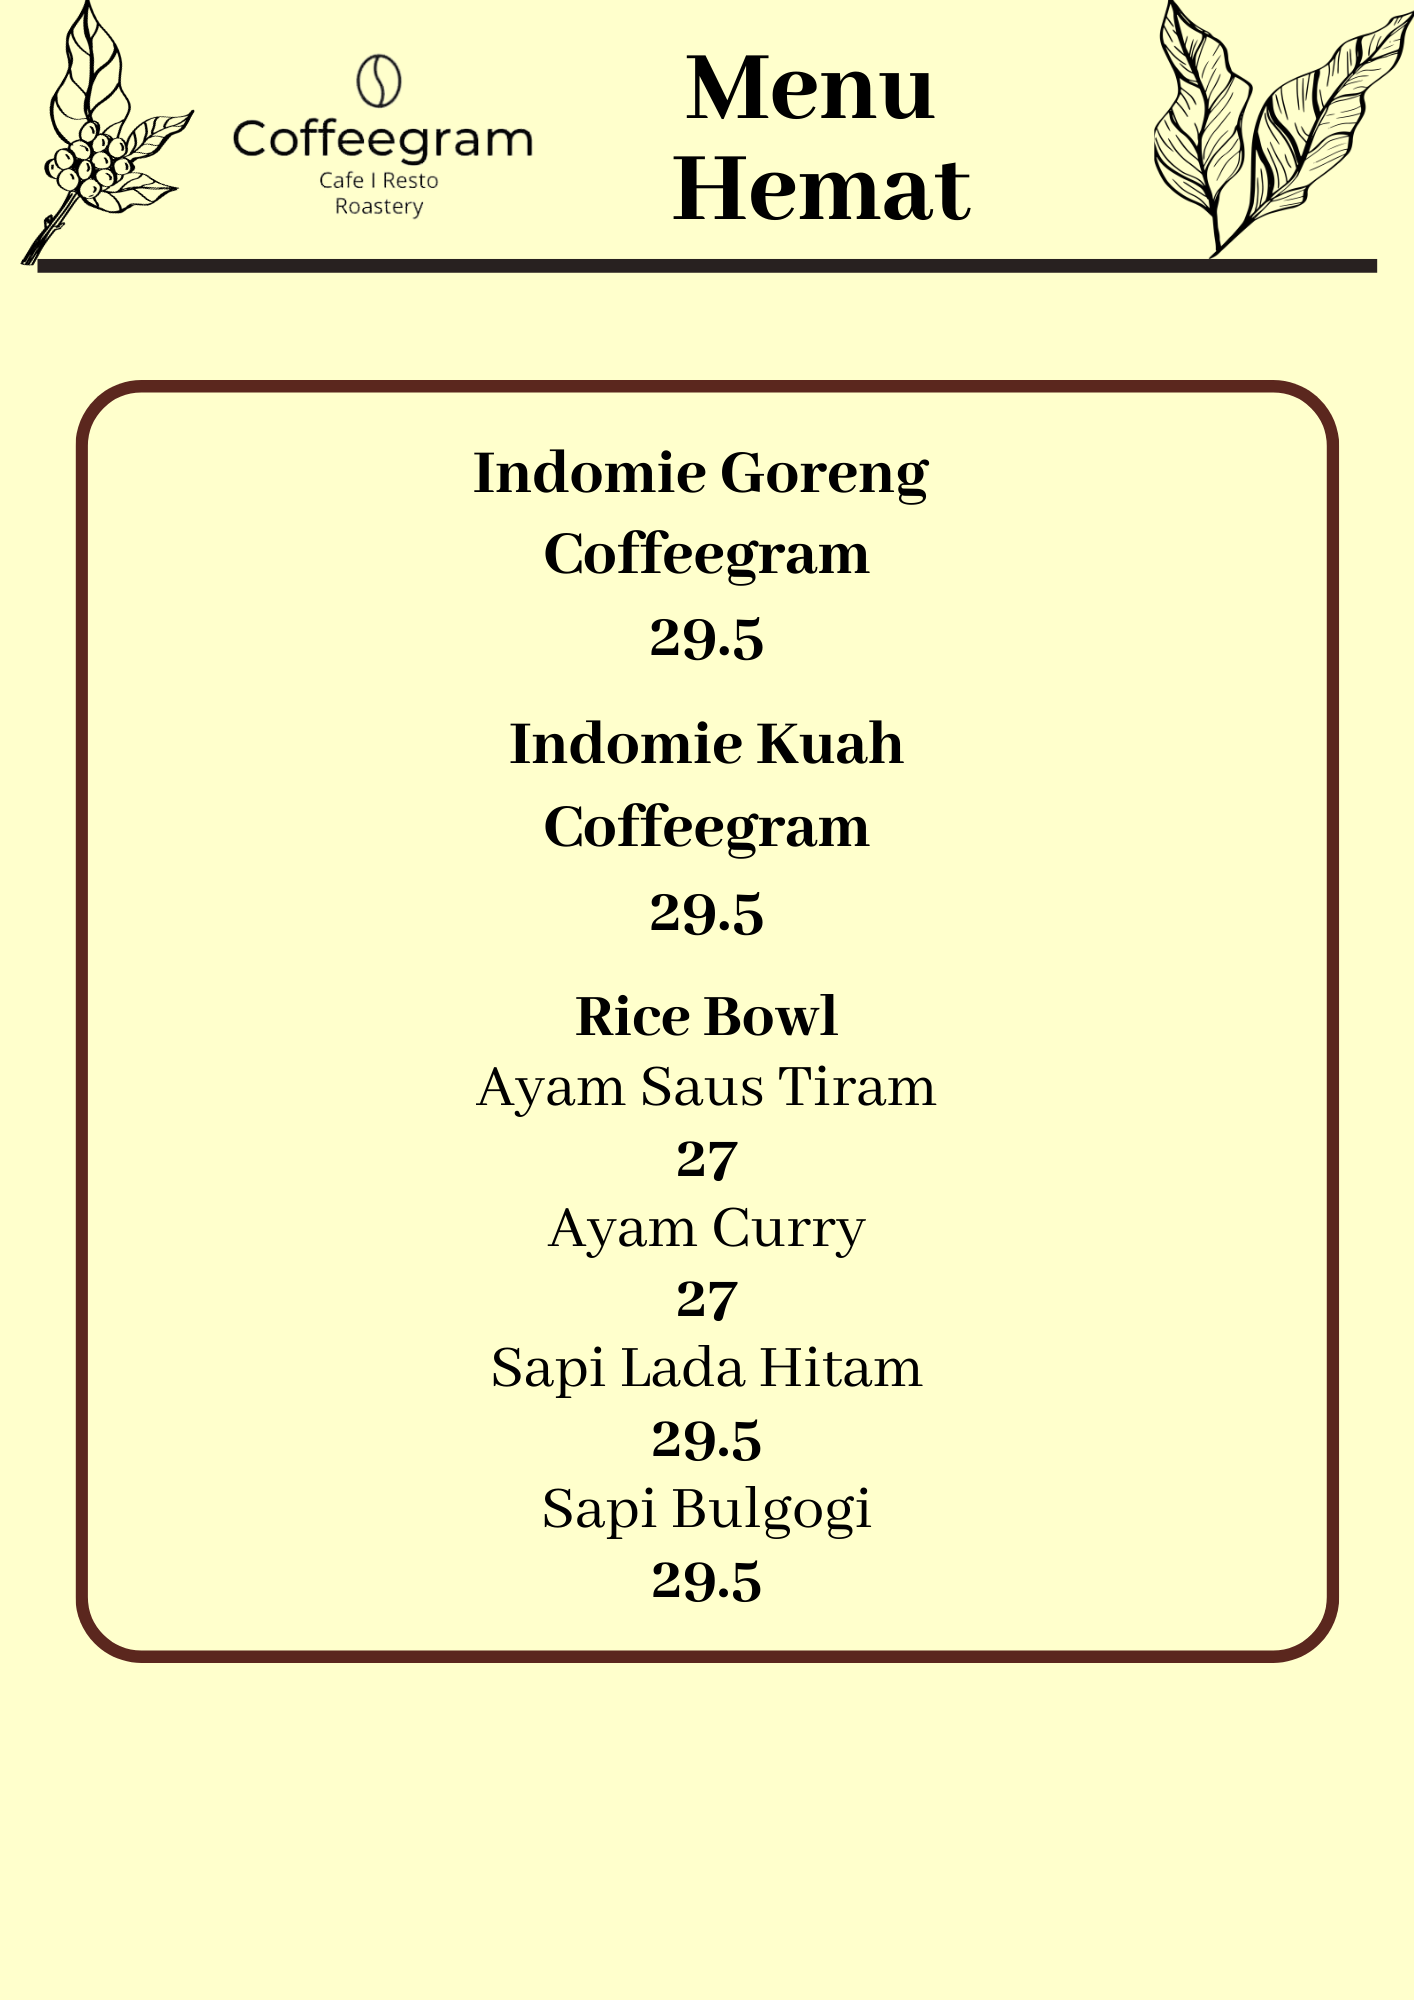 Coffeegram
Cafe I Resto
Roastery
Menu
Hemat
Indomie Goreng
Coffeegram
29.5
Indomie Kuah
Coffeegram
29.5
Rice Bowl
Ayam Saus Tiram
27
Ayam Curry
27
Sapi Lada Hitam
29.5
Sapi Bulgogi
29.5